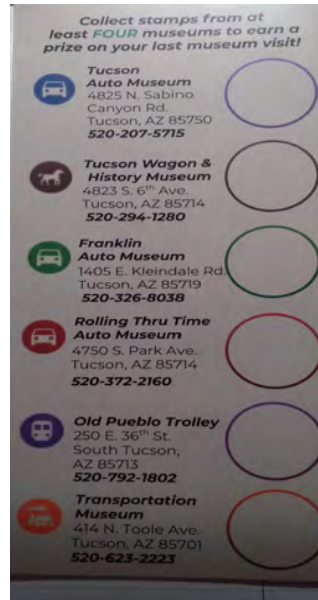 Collect stamps from at
least FOUR museums to earn a
prize on your last museum visit!
Tucson
Auto Museum
4825 N. Sabino
Canyon Rd.
Tucson, AZ 85750
520-207-5715
Tucson Wagon &
History Museum
4823 S. 6th Ave.
Tucson, AZ 85714
520-294-1280
Franklin
Auto Museum
1405 E. Kleindale Rd.
Tucson, AZ 85719
520-326-8038
Rolling Thru Time
Auto Museum
4750 S. Park Ave.
Tucson, AZ 85714
520-372-2160
Old Pueblo Trolley
250 E. 36th St.
South Tucson,
AZ 85713
520-792-1802
Transportation
Museum
414 N. Toole Ave.
Tucson, AZ 85701
520-623-2223